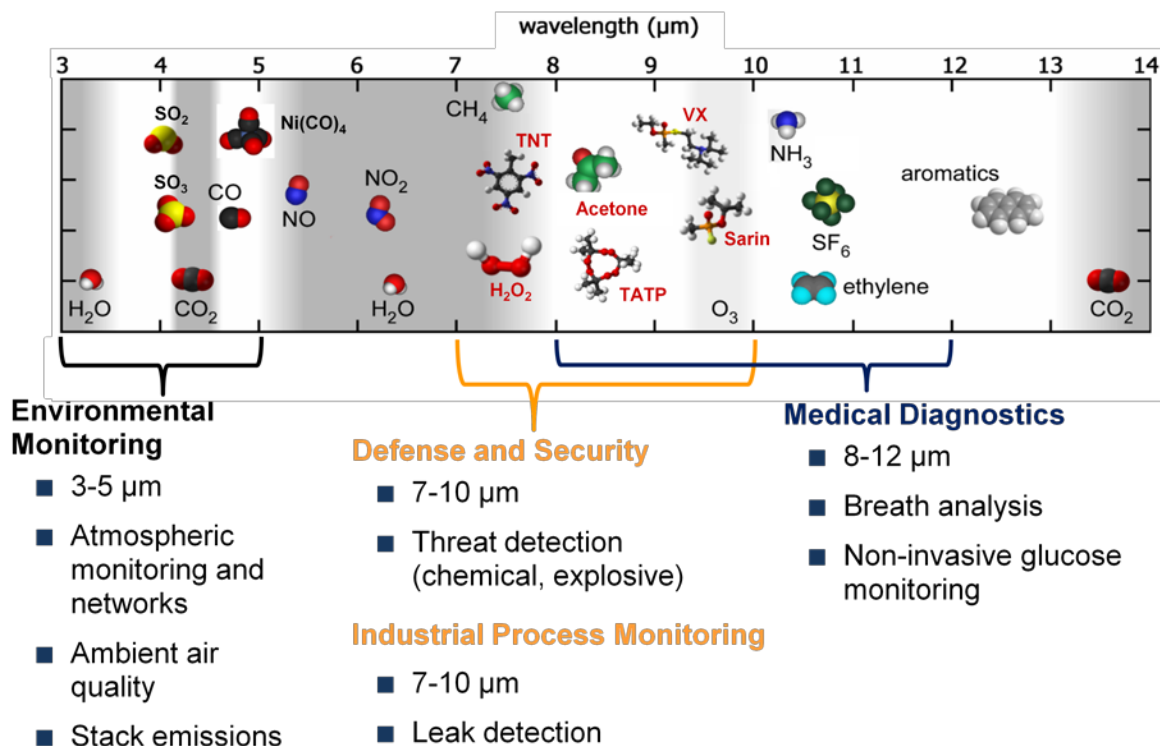 wavelength (µm)
3 4 5 6 7 8 9 10 11 12 13 14
SO2
Ni(CO)4
CH4
TNT
VX
NH3
SO3
CO
NO
NO2
Acetone
Sarin
SF6
aromatics
H2O
CO2
H2O
H2O2
TATP
O3
ethylene
CO2
Environmental
Monitoring
3-5 µm
Atmospheric
monitoring and
networks
Ambient air
quality
Stack emissions
Defense and Security
7-10 µm
Threat detection
(chemical, explosive)
Industrial Process Monitoring
7-10 µm
Leak detection
Medical Diagnostics
8-12 µm
Breath analysis
Non-invasive glucose
monitoring